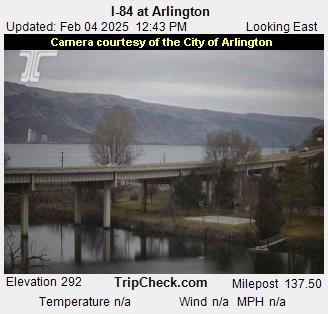 I-84 at Arlington
Updated: Feb 04 2025 12:43 PM Looking East
Camera courtesy of the City of Arlington
Elevation 292 TripCheck.com Milepost 137.50
Temperature n/a Wind n/a MPH n/a